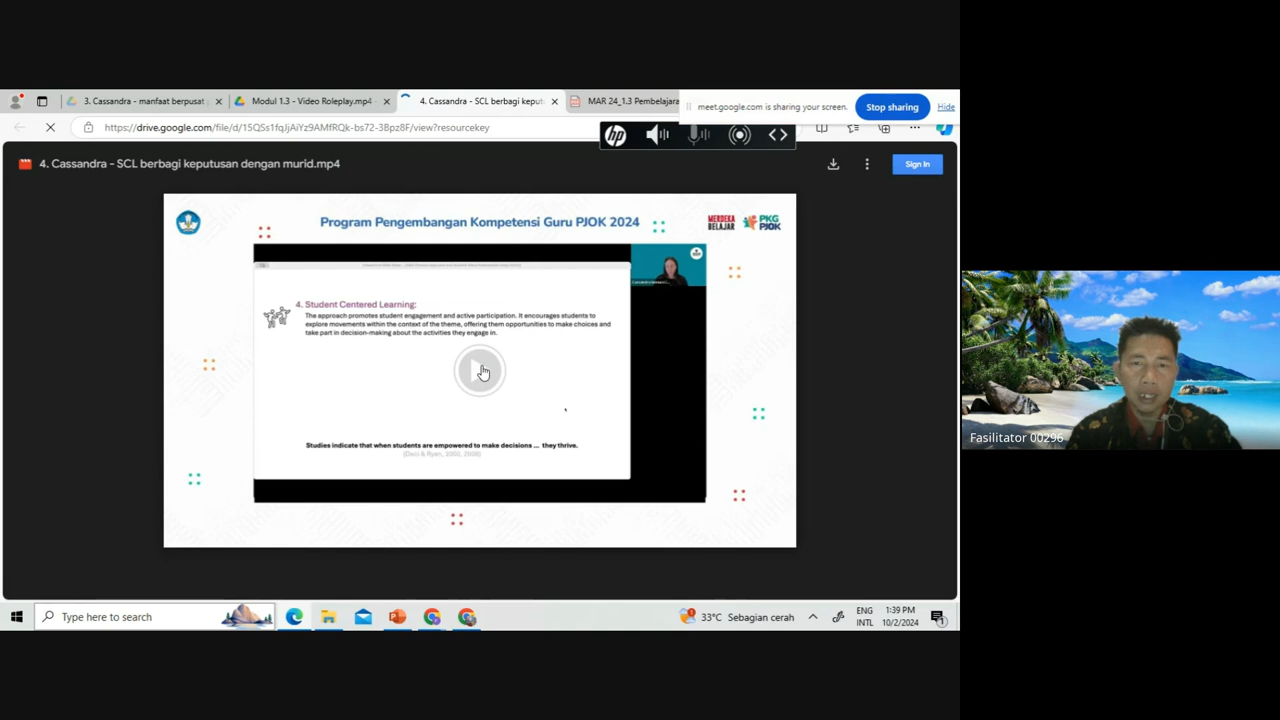 3. Cassandra - manfaat berpusat
Modul 1.3 - Video Roleplay.mp4 -
4. Cassandra - SCL berbagi keput
MAR 24_1.3 Pembelajara
meet.google.com is sharing your screen.
Stop sharing
Hide
https://drive.google.com/file/d/15QSs1fqJjAiYz9AMfRQk-bs72-3Bpz8F/view?resourcekey
hp
4. Cassandra - SCL berbagi keputusan dengan murid.mp4
Sign In
Program Pengembangan Kompetensi Guru PJOK 2024
MERDEKA
BELAJAR
PKG
PJOK
4. Student Centered Learning:
The approach promotes student engagement and active participation. It encourages students to
explore movements within the context of the theme, offering them opportunities to make choices and
take part in decision-making about the activities they engage in.
Studies indicate that when students are empowered to make decisions ... they thrive.
(Deci & Ryan, 2000, 2008)
Fasilitator 00296
Type here to search
33°C Sebagian cerah
ENG
INTL
1:39 PM
10/2/2024